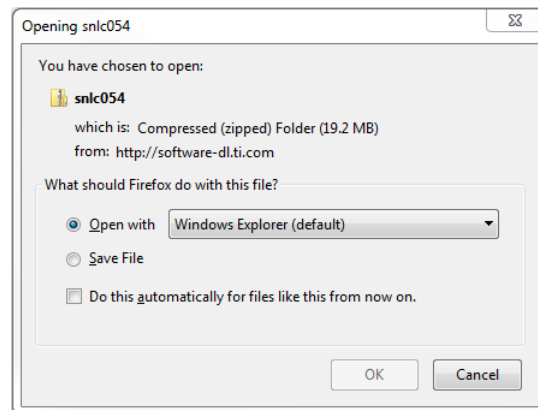 Opening snlc054
You have chosen to open:
snlc054
which is: Compressed (zipped) Folder (19.2 MB)
from: http://software-dl.ti.com
What should Firefox do with this file?
Open with Windows Explorer (default)
Save File
Do this automatically for files like this from now on.
OK Cancel